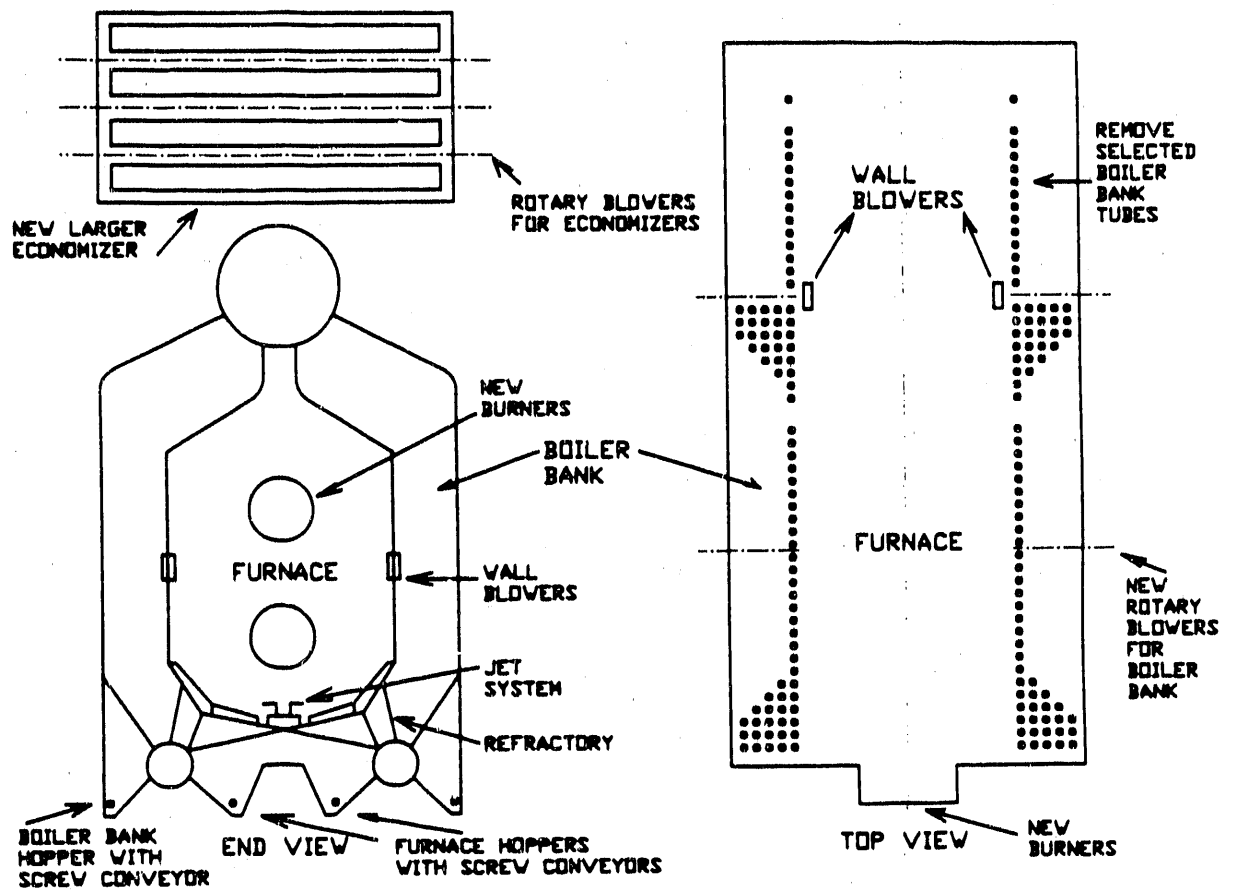 NEW LARGER
ECONOMIZER
ROTARY BLOWERS
FOR ECONOMIZERS
NEW
BURNERS
BOILER
BANK
FURNACE
WALL
BLOWERS
JET
SYSTEM
REFRACTORY
BOILER BANK
HOPPER WITH
SCREW CONVEYOR
END VIEW
FURNACE HOPPERS
WITH SCREW CONVEYORS
WALL
BLOWERS
REMOVE
SELECTED
BOILER
BANK
TUBES
FURNACE
NEW
ROTARY
BLOWERS
FOR
BOILER
BANK
TOP VIEW
NEW
BURNERS